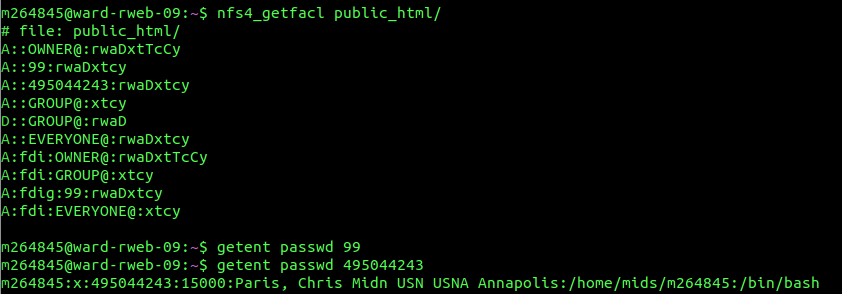 m264845@ward-rweb-09:~$ nfs4_getfacl public_html/
# file: public_html/
A::OWNER@:rwaDxtTcCy
A::99:rwaDxtcy
A::495044243:rwaDxtcy
A::GROUP@:xtcy
D::GROUP@:rwaD
A::EVERYONE@:rwaDxtcy
A:fdi:OWNER@:rwaDxtTcCy
A:fdi:GROUP@:xtcy
A:fdig:99:rwaDxtcy
A:fdi:EVERYONE@:xtcy
m264845@ward-rweb-09:~$ getent passwd 99
m264845@ward-rweb-09:~$ getent passwd 495044243
m264845:x:495044243:15000:Paris, Chris Midn USN USNA Annapolis:/home/mids/m264845:/bin/bash